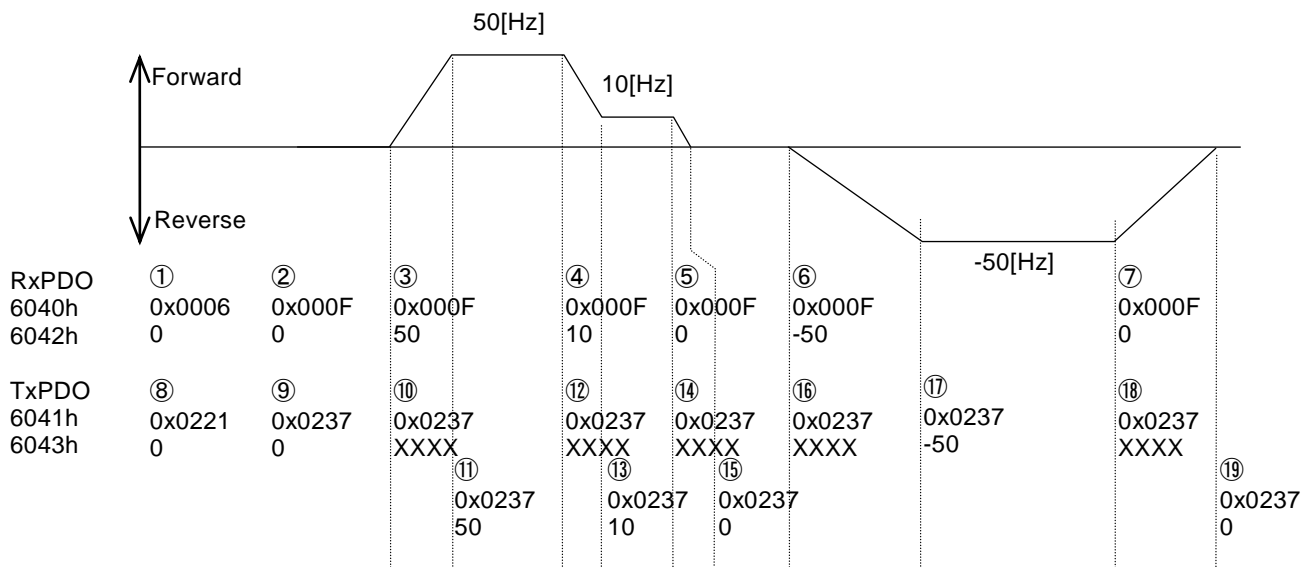 50[Hz]
Forward
10[Hz]
Reverse
-50[Hz]
RxPDO ① ② ③ ④ ⑤ ⑥ ⑦
6040h 0x0006 0x000F 0x000F 0x000F 0x000F 0x000F 0x000F
6042h 0 0 50 10 0 -50 0
TxPDO ⑧ ⑨ ⑩ ⑫ ⑭ ⑯ ⑰ ⑱
6041h 0x0221 0x0237 0x0237 0x0237 0x0237 0x0237 0x0237 0x0237
6043h 0 0 XXXX XXXX XXXX XXXX -50 XXXX
⑪ ⑬ ⑮ ⑲
0x0237 0x0237 0x0237 0x0237
50 10 0 0